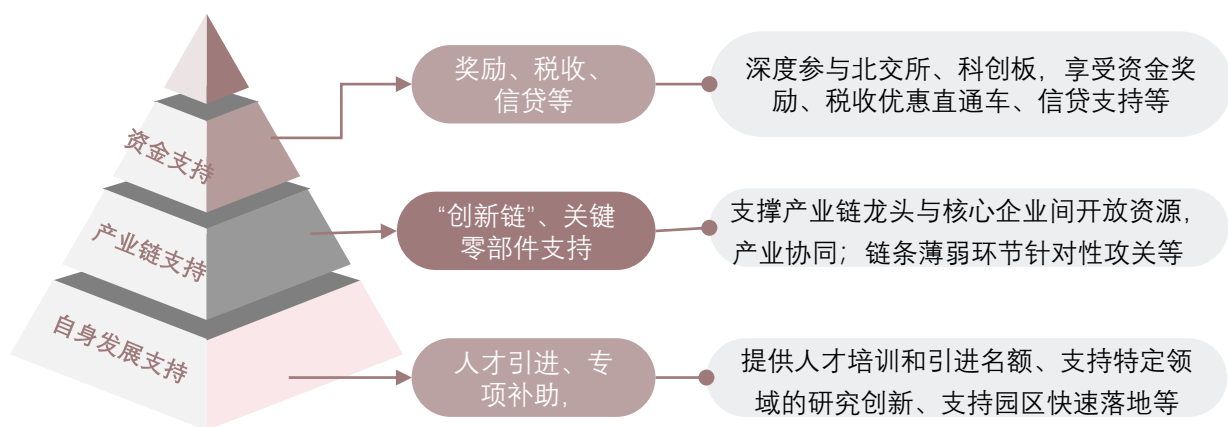 资金支持
奖励、税收、
信贷等
深度参与北交所、科创板，享受资金奖
励、税收优惠直通车、信贷支持等
产业链支持
“创新链”、关键
零部件支持
支撑产业链龙头与核心企业间开放资源，
产业协同；链条薄弱环节针对性攻关等
自身发展支持
人才引进、专
项补助，
提供人才培训和引进名额、支持特定领
域的研究创新、支持园区快速落地等